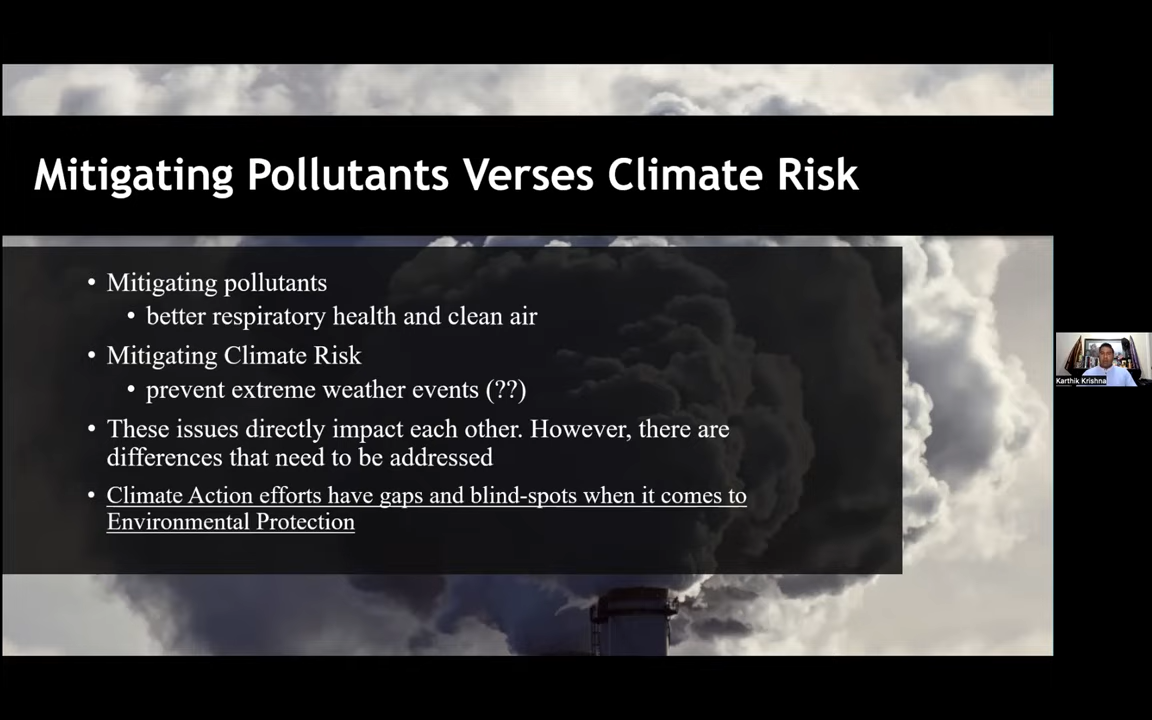 Mitigating Pollutants Verses Climate Risk
• Mitigating pollutants
• better respiratory health and clean air
• Mitigating Climate Risk
• prevent extreme weather events (??)
• These issues directly impact each other. However, there are
differences that need to be addressed
• Climate Action efforts have gaps and blind-spots when it comes to
Environmental Protection
Karthik Krishna